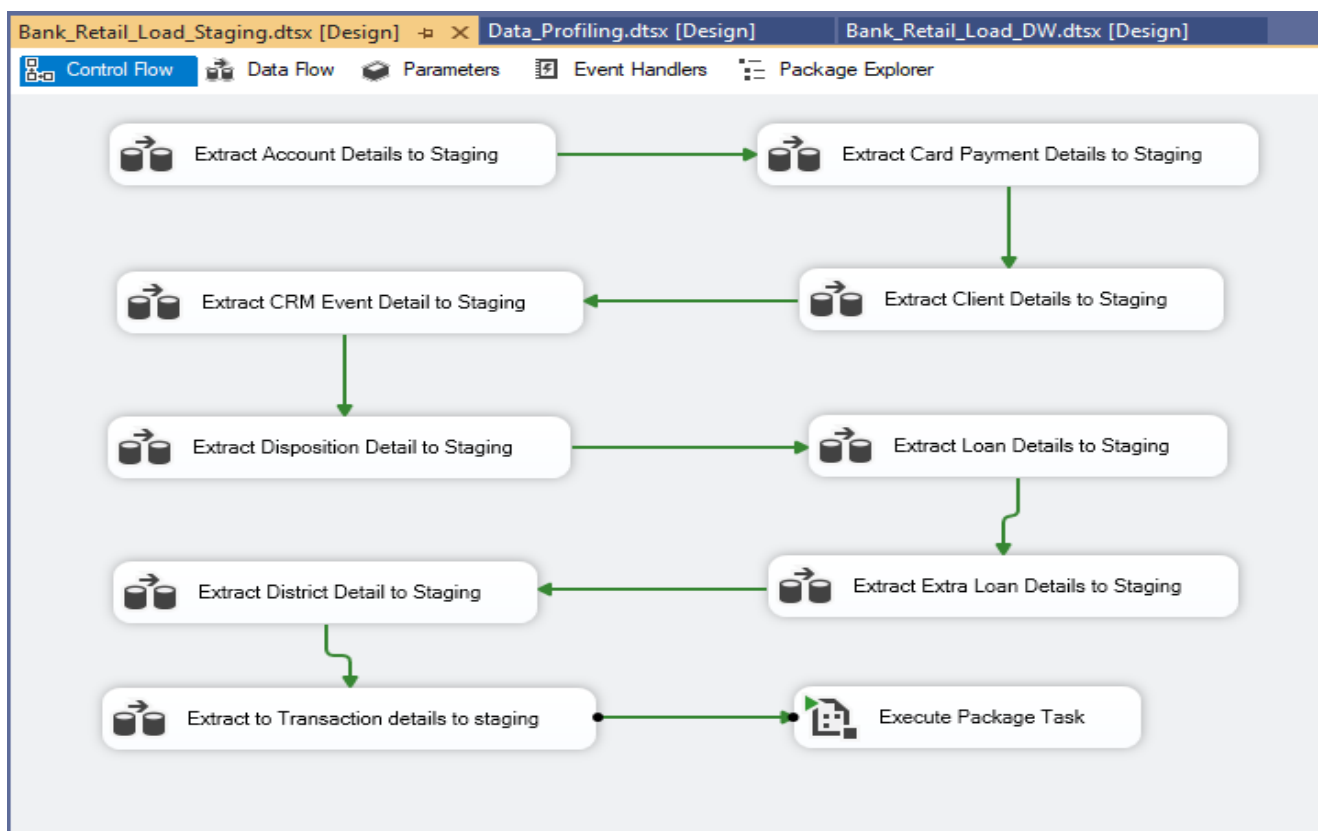 Bank_Retail_Load_Staging.dtsx [Design] Data_Profiling.dtsx [Design] Bank_Retail_Load_DW.dtsx [Design]
Control Flow Data Flow Parameters Event Handlers Package Explorer
Extract Account Details to Staging Extract Card Payment Details to Staging
Extract CRM Event Detail to Staging Extract Client Details to Staging
Extract Disposition Detail to Staging Extract Loan Details to Staging
Extract District Detail to Staging Extract Extra Loan Details to Staging
Extract to Transaction details to staging Execute Package Task